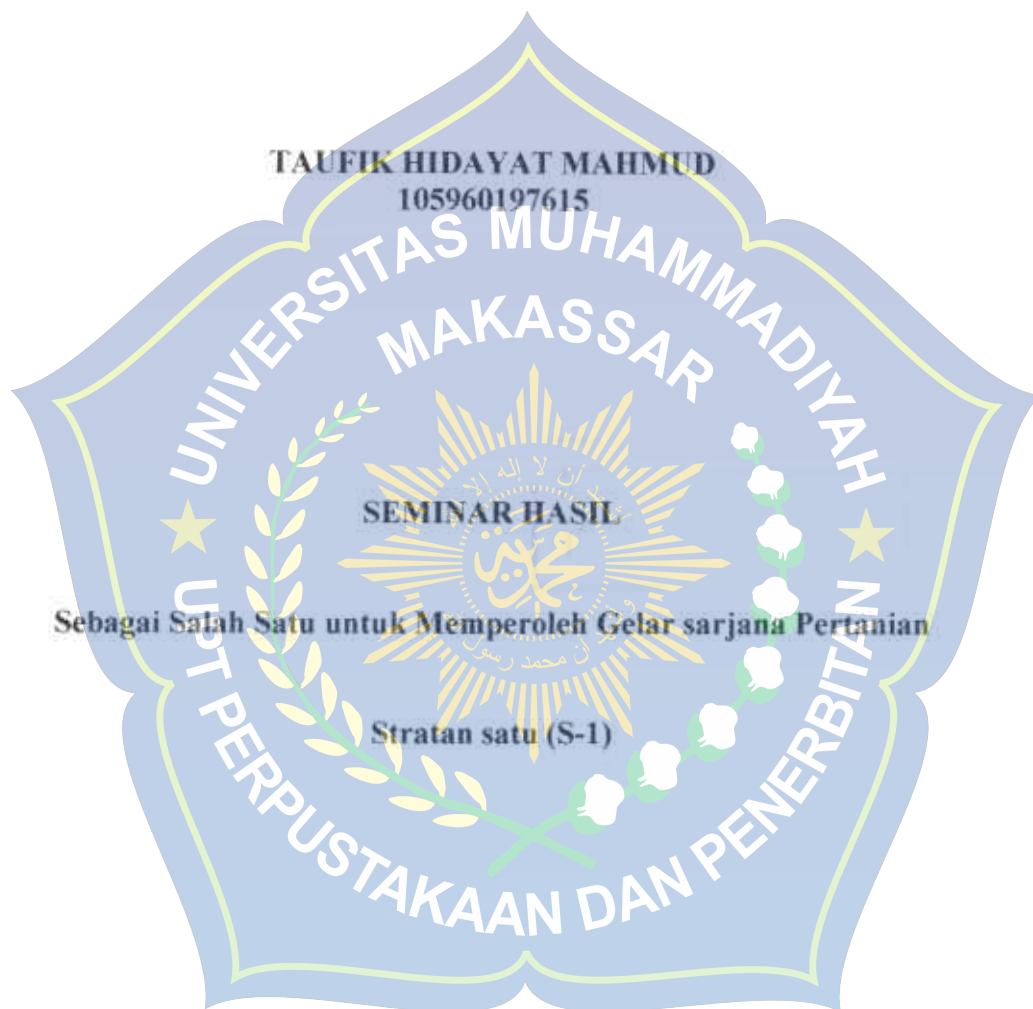 TAUFIK HIDAYAT MAHMUD
105960197615
UNIVERSITAS MUHAMMADIYAH
MAKASSAR
SEMINAR HASIL
محمدية
Sebagai Salah Satu untuk Memperoleh Gelar sarjana Pertanian
Stratan satu (S-1)
UPT PERPUSTAKAAN DAN PENERBITAN